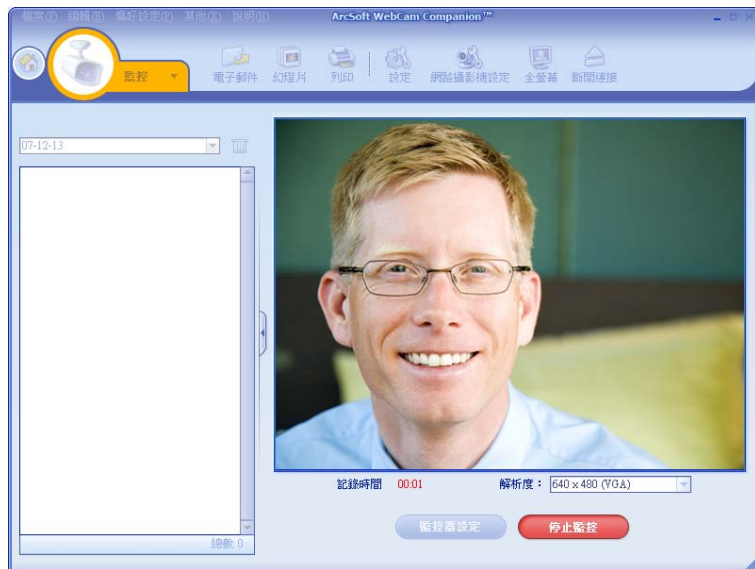 檔案(F) 編輯(E) 偏好設定(P) 其他(X) 說明(H) ArcSoft WebCam Companion™
監控 電子郵件 幻燈片 列印 設定 網路攝影機設定 全螢幕 斷開連接
07-12-13
記錄時間 00:01 解析度： 640 x 480 (VGA)
監控器設定 停止監控
總數 0